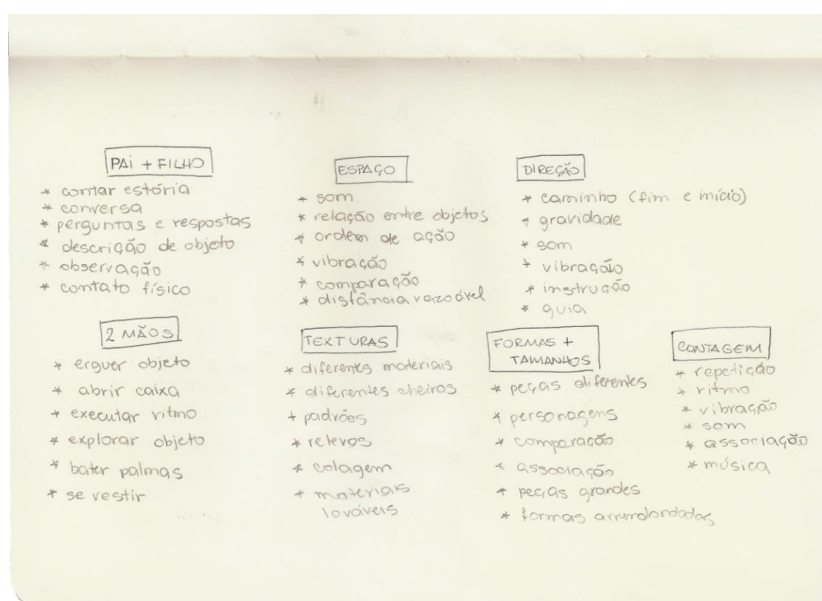 PAi + FILHO
* contar estória
* conversa
* perguntas e respostas
* descrição de objeto
* observação
* contato físico
ESPAÇO
* som
* relação entre objetos
* ordem de ação
* vibração
* comparação
* distância razoável
DIREÇÃO
* caminho (fim e início)
* gravidade
* som
* vibração
* instrução
* guia
2 MÃOS
* erguer objeto
* abrir caixa
* executar ritmo
* explorar objeto
* bater palmas
* se vestir
TEXTURAS
* diferentes materiais
* diferentes cheiros
* padrões
* relevos
* colagem
* materiais
laváveis
FORMAS +
TAMANHOS
* peças diferentes
* personagens
* comparação
* associação
* peças grandes
* formas arredondadas
CONTAGEM
* repetição
* ritmo
* vibração
* som
* associação
* música